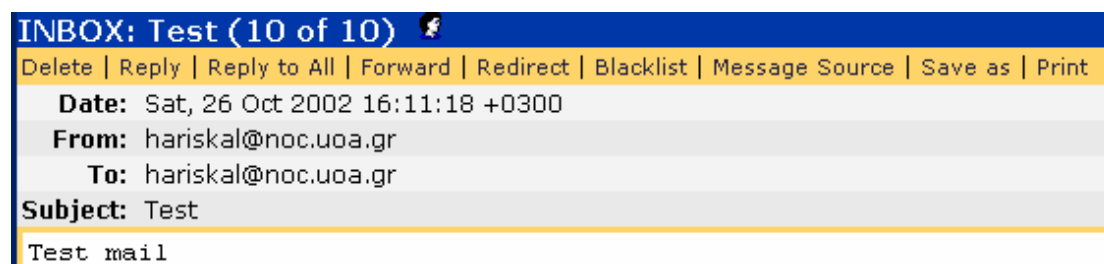 INBOX: Test (10 of 10)
Delete | Reply | Reply to All | Forward | Redirect | Blacklist | Message Source | Save as | Print
Date: Sat, 26 Oct 2002 16:11:18 +0300
From: hariskal@noc.uoa.gr
To: hariskal@noc.uoa.gr
Subject: Test
Test mail